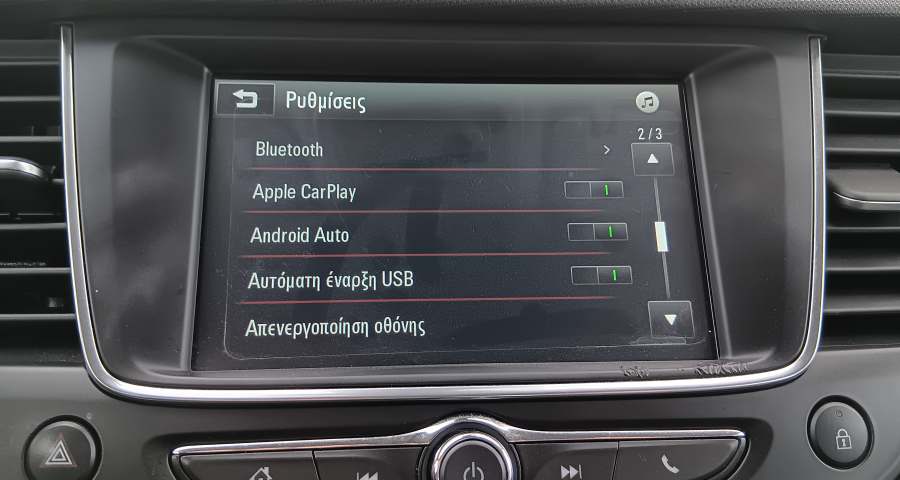 Ρυθμίσεις
2/3
Bluetooth
Apple CarPlay
Android Auto
Αυτόματη έναρξη USB
Απενεργοποίηση οθόνης